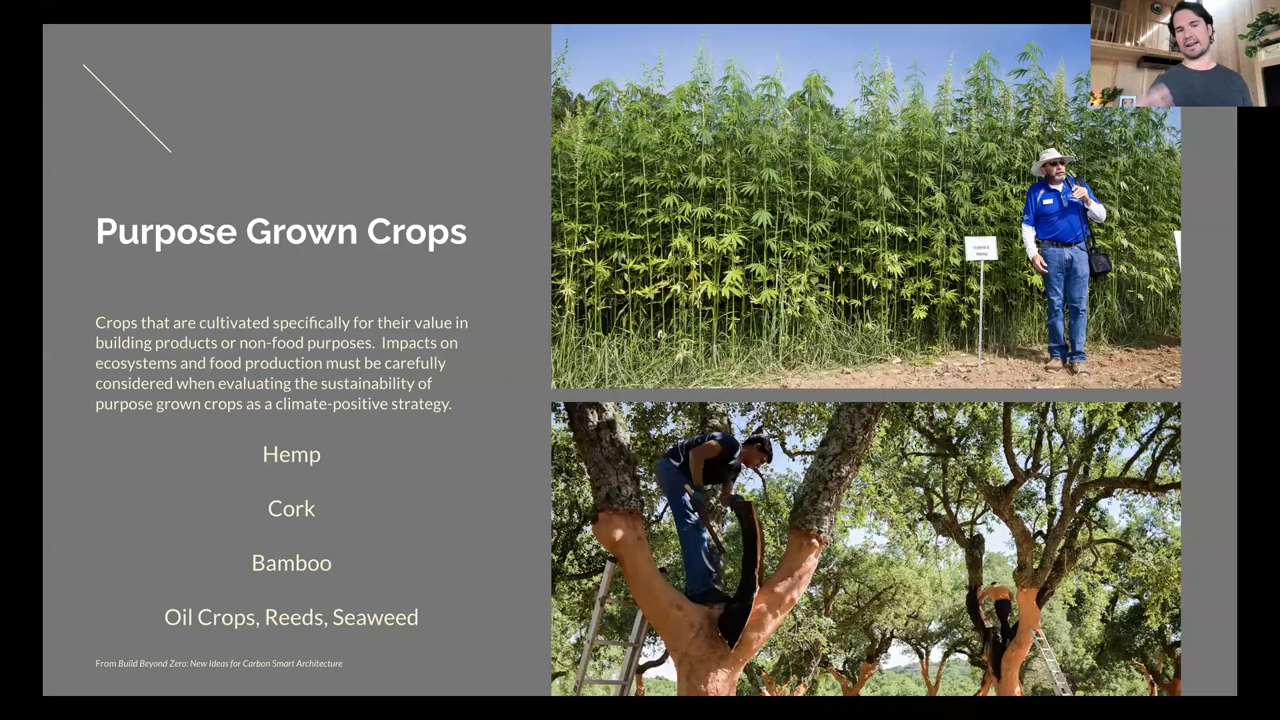 Purpose Grown Crops
Crops that are cultivated specifically for their value in
building products or non-food purposes.  Impacts on
ecosystems and food production must be carefully
considered when evaluating the sustainability of
purpose grown crops as a climate-positive strategy.
Hemp
Cork
Bamboo
Oil Crops, Reeds, Seaweed
From Build Beyond Zero: New Ideas for Carbon Smart Architecture
Hybrid 6
Hemp